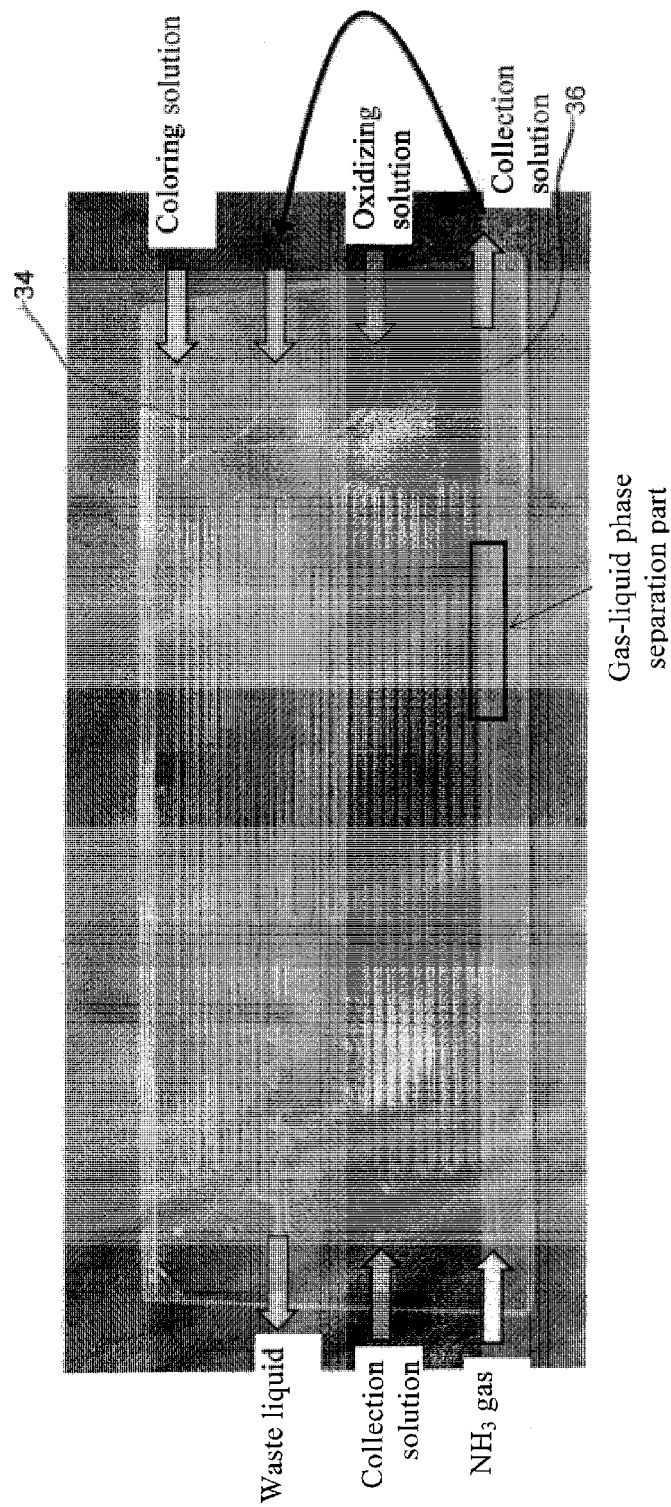 34
Coloring solution
Oxidizing
solution
Collection
solution
36
Gas-liquid phase
separation part
Waste liquid
Collection
solution
NH₃ gas